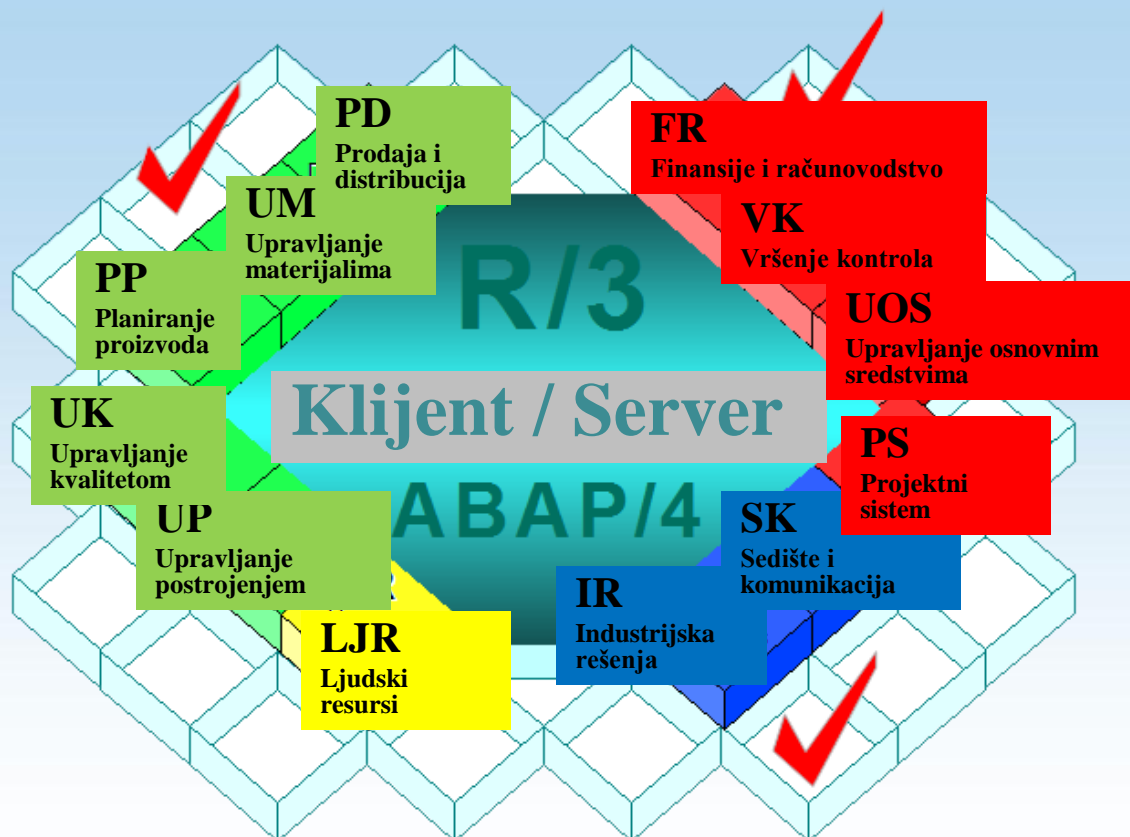 PD
Prodaja i
distribucija
UM
Upravljanje
materijalima
PP
Planiranje
proizvoda
UK
Upravljanje
kvalitetom
UP
Upravljanje
postrojenjem
LJR
Ljudski
resursi
R/3
Klijent / Server
ABAP/4
FR
Finansije i računovodstvo
VK
Vršenje kontrola
UOS
Upravljanje osnovnim
sredstvima
PS
Projektni
sistem
SK
Sedište i
komunikacija
IR
Industrijska
rešenja